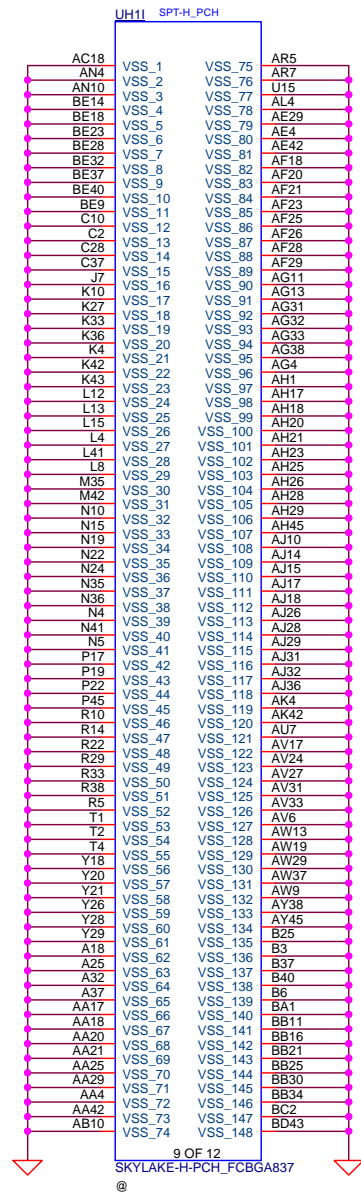 UH1I SPT-H_PCH
AC18 VSS_1 VSS_75 AR5
AN4 VSS_2 VSS_76 AR7
AN10 VSS_3 VSS_77 U15
BE14 VSS_4 VSS_78 AL4
BE18 VSS_5 VSS_79 AE29
BE23 VSS_6 VSS_80 AE4
BE28 VSS_7 VSS_81 AE42
BE32 VSS_8 VSS_82 AF18
BE37 VSS_9 VSS_83 AF20
BE40 VSS_10 VSS_84 AF21
BE9 VSS_11 VSS_85 AF23
C10 VSS_12 VSS_86 AF25
C2 VSS_13 VSS_87 AF26
C28 VSS_14 VSS_88 AF28
C37 VSS_15 VSS_89 AF29
J7 VSS_16 VSS_90 AG11
K10 VSS_17 VSS_91 AG13
K27 VSS_18 VSS_92 AG31
K33 VSS_19 VSS_93 AG32
K36 VSS_20 VSS_94 AG33
K4 VSS_21 VSS_95 AG38
K42 VSS_22 VSS_96 AG4
K43 VSS_23 VSS_97 AH1
L12 VSS_24 VSS_98 AH17
L13 VSS_25 VSS_99 AH18
L15 VSS_26 VSS_100 AH20
L4 VSS_27 VSS_101 AH21
L41 VSS_28 VSS_102 AH23
L8 VSS_29 VSS_103 AH25
M35 VSS_30 VSS_104 AH26
M42 VSS_31 VSS_105 AH28
N10 VSS_32 VSS_106 AH29
N15 VSS_33 VSS_107 AH45
N19 VSS_34 VSS_108 AJ10
N22 VSS_35 VSS_109 AJ14
N24 VSS_36 VSS_110 AJ15
N35 VSS_37 VSS_111 AJ17
N36 VSS_38 VSS_112 AJ18
N4 VSS_39 VSS_113 AJ26
N41 VSS_40 VSS_114 AJ28
N5 VSS_41 VSS_115 AJ29
P17 VSS_42 VSS_116 AJ31
P19 VSS_43 VSS_117 AJ32
P22 VSS_44 VSS_118 AJ36
P45 VSS_45 VSS_119 AK4
R10 VSS_46 VSS_120 AK42
R14 VSS_47 VSS_121 AU7
R22 VSS_48 VSS_122 AV17
R29 VSS_49 VSS_123 AV24
R33 VSS_50 VSS_124 AV27
R38 VSS_51 VSS_125 AV31
R5 VSS_52 VSS_126 AV33
T1 VSS_53 VSS_127 AV6
T2 VSS_54 VSS_128 AW13
T4 VSS_55 VSS_129 AW19
Y18 VSS_56 VSS_130 AW29
Y20 VSS_57 VSS_131 AW37
Y21 VSS_58 VSS_132 AW9
Y26 VSS_59 VSS_133 AY38
Y28 VSS_60 VSS_134 AY45
Y29 VSS_61 VSS_135 B25
A18 VSS_62 VSS_136 B3
A25 VSS_63 VSS_137 B37
A32 VSS_64 VSS_138 B40
A37 VSS_65 VSS_139 B6
AA17 VSS_66 VSS_140 BA1
AA18 VSS_67 VSS_141 BB11
AA20 VSS_68 VSS_142 BB16
AA21 VSS_69 VSS_143 BB21
AA25 VSS_70 VSS_144 BB25
AA29 VSS_71 VSS_145 BB30
AA4 VSS_72 VSS_146 BB34
AA42 VSS_73 VSS_147 BC2
AB10 VSS_74 VSS_148 BD43
9 OF 12
SKYLAKE-H-PCH_FCBGA837
@